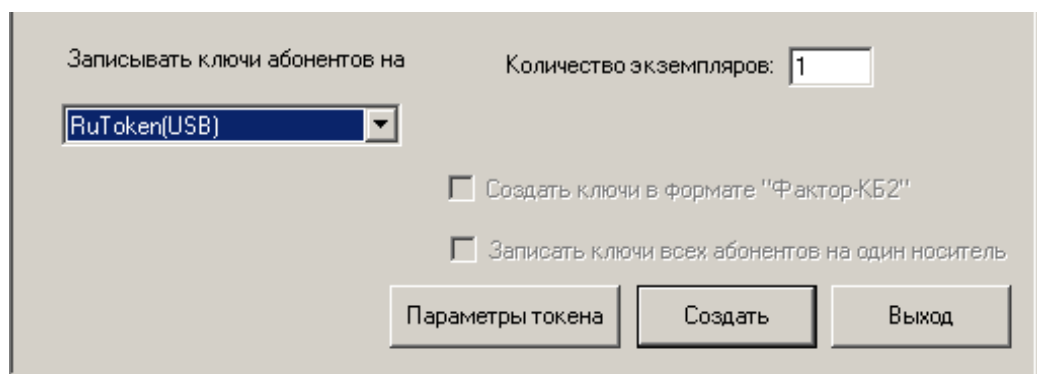 Записывать ключи абонентов на
Количество экземпляров: 1
RuToken(USB)
Создать ключи в формате "Фактор-КБ2"
Записать ключи всех абонентов на один носитель
Параметры токена
Создать
Выход